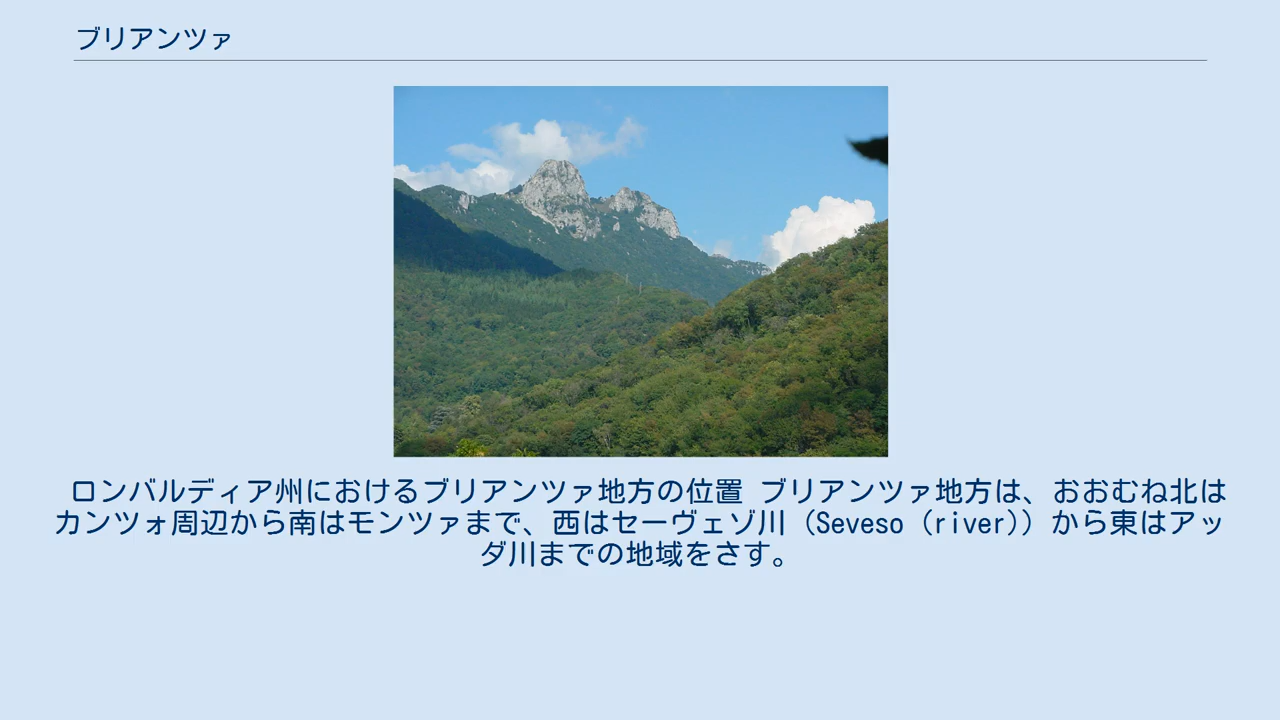 ブリアンツァ
ロンバルディア州におけるブリアンツァ地方の位置 ブリアンツァ地方は、おおむね北は
カンツォ周辺から南はモンツァまで、西はセーヴェゾ川（Seveso（river））から東はアッ
ダ川までの地域をさす。